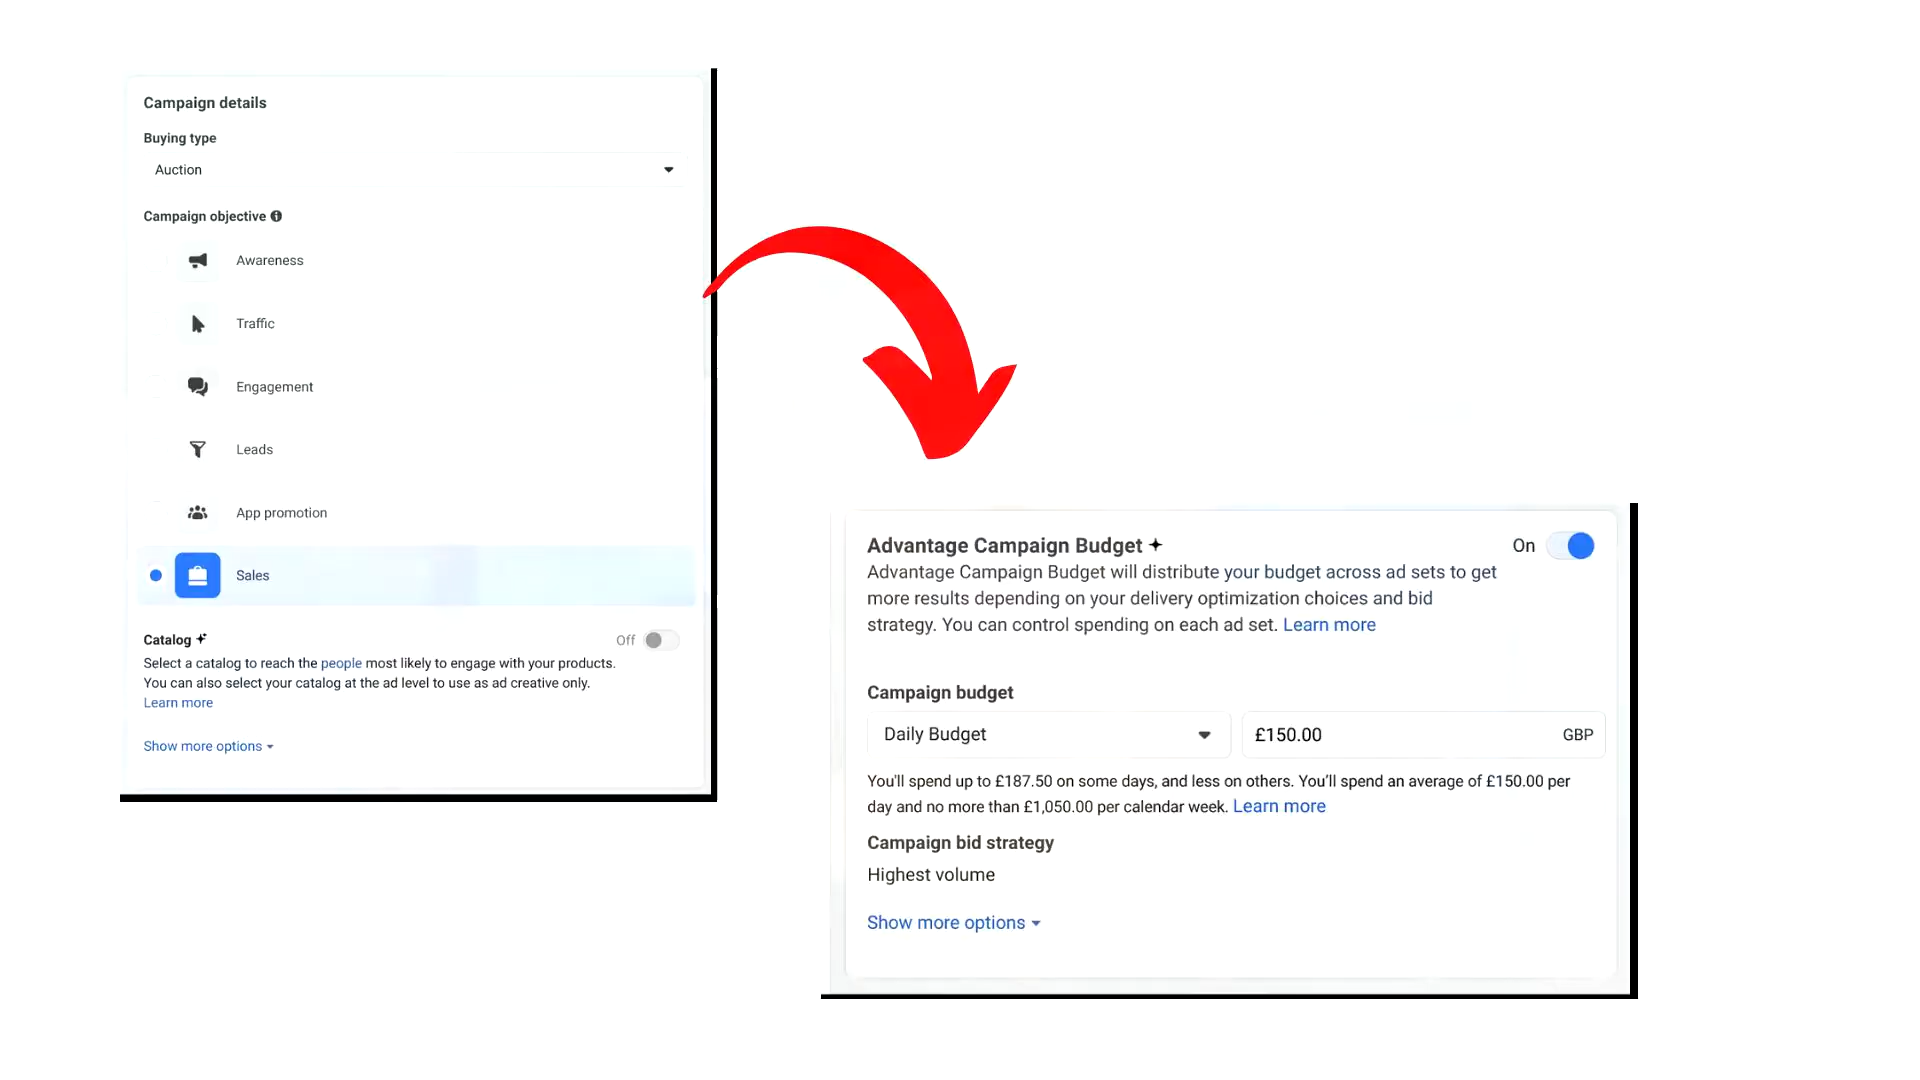 Campaign details
Buying type
Auction
Campaign objective
Awareness
Traffic
Engagement
Leads
App promotion
Sales
Catalog
Off
Select a catalog to reach the people most likely to engage with your products.
You can also select your catalog at the ad level to use as ad creative only.
Learn more
Show more options
Advantage Campaign Budget
On
Advantage Campaign Budget will distribute your budget across ad sets to get
more results depending on your delivery optimization choices and bid
strategy. You can control spending on each ad set. Learn more
Campaign budget
Daily Budget
£150.00 GBP
You'll spend up to £187.50 on some days, and less on others. You'll spend an average of £150.00 per
day and no more than £1,050.00 per calendar week. Learn more
Campaign bid strategy
Highest volume
Show more options